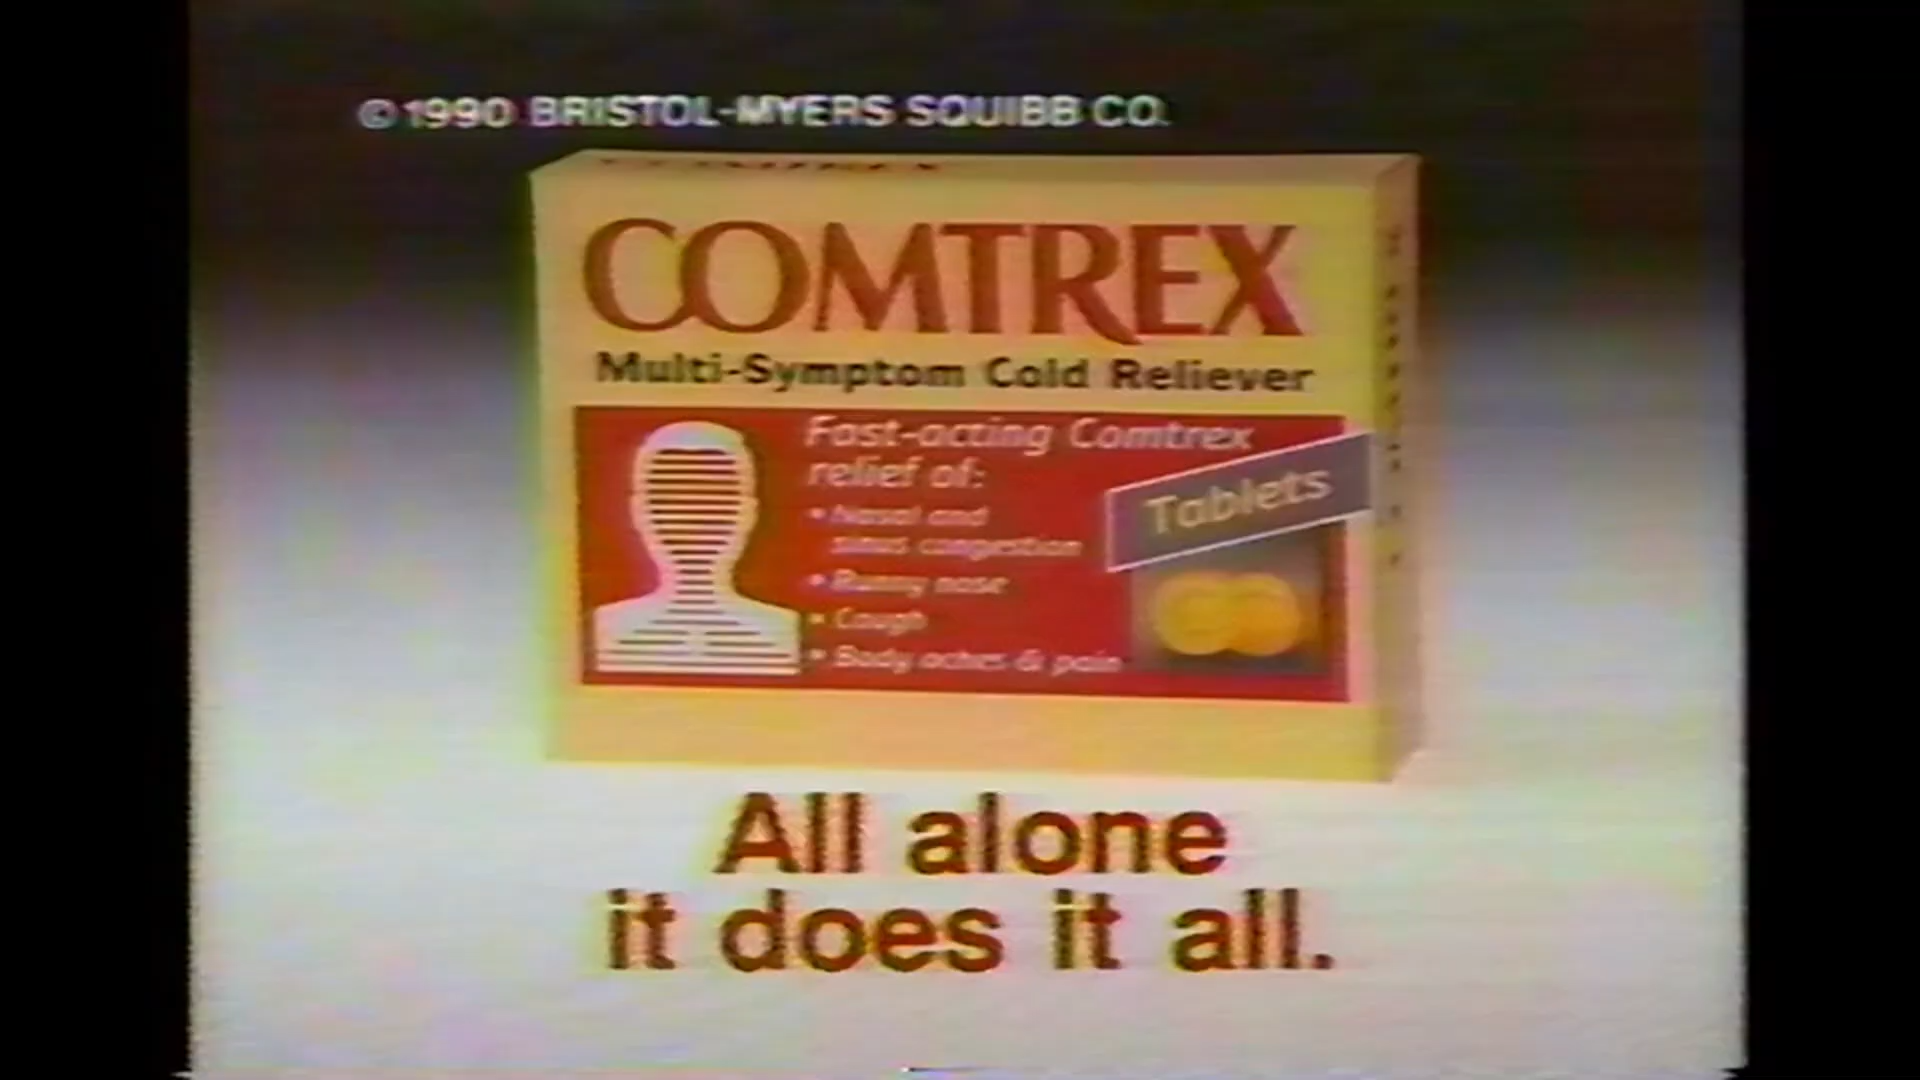 © 1990 BRISTOL-MYERS SQUIBB CO.
COMTREX
Multi-Symptom Cold Reliever
Fast-acting Comtrex
relief of:
• Nasal and
sinus congestion
• Runny nose
• Cough
• Body aches & pain
Tablets
All alone
it does it all.